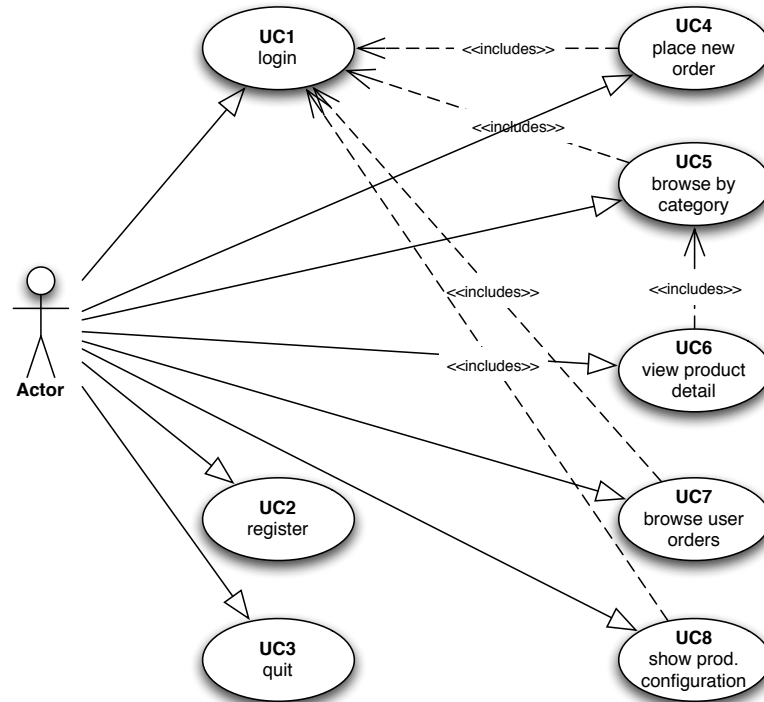 UC1
login
UC4
place new
order
<<includes>>
<<includes>>
UC5
browse by
category
<<includes>>
<<includes>>
<<includes>>
UC6
view product
detail
Actor
UC2
register
UC7
browse user
orders
UC3
quit
UC8
show prod.
configuration